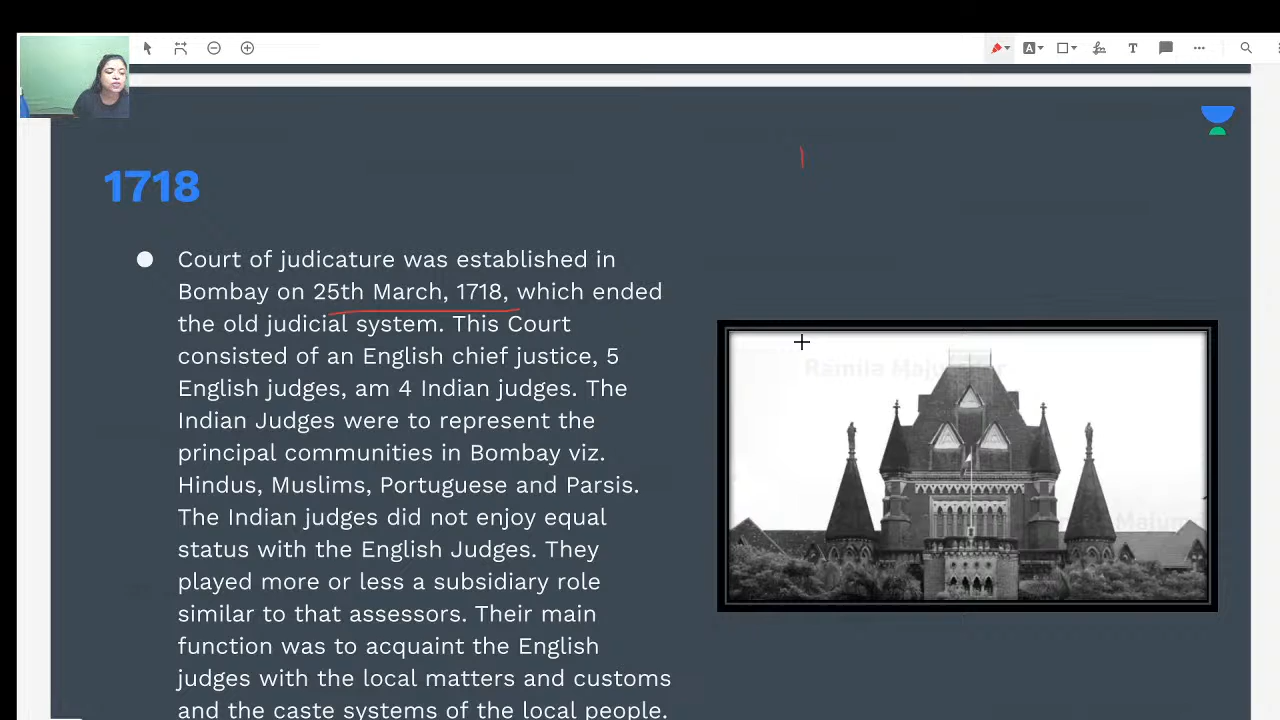 1718
Court of judicature was established in
Bombay on 25th March, 1718, which ended
the old judicial system. This Court
consisted of an English chief justice, 5
English judges, am 4 Indian judges. The
Indian Judges were to represent the
principal communities in Bombay viz.
Hindus, Muslims, Portuguese and Parsis.
The Indian judges did not enjoy equal
status with the English Judges. They
played more or less a subsidiary role
similar to that assessors. Their main
function was to acquaint the English
judges with the local matters and customs
and the caste systems of the local people.